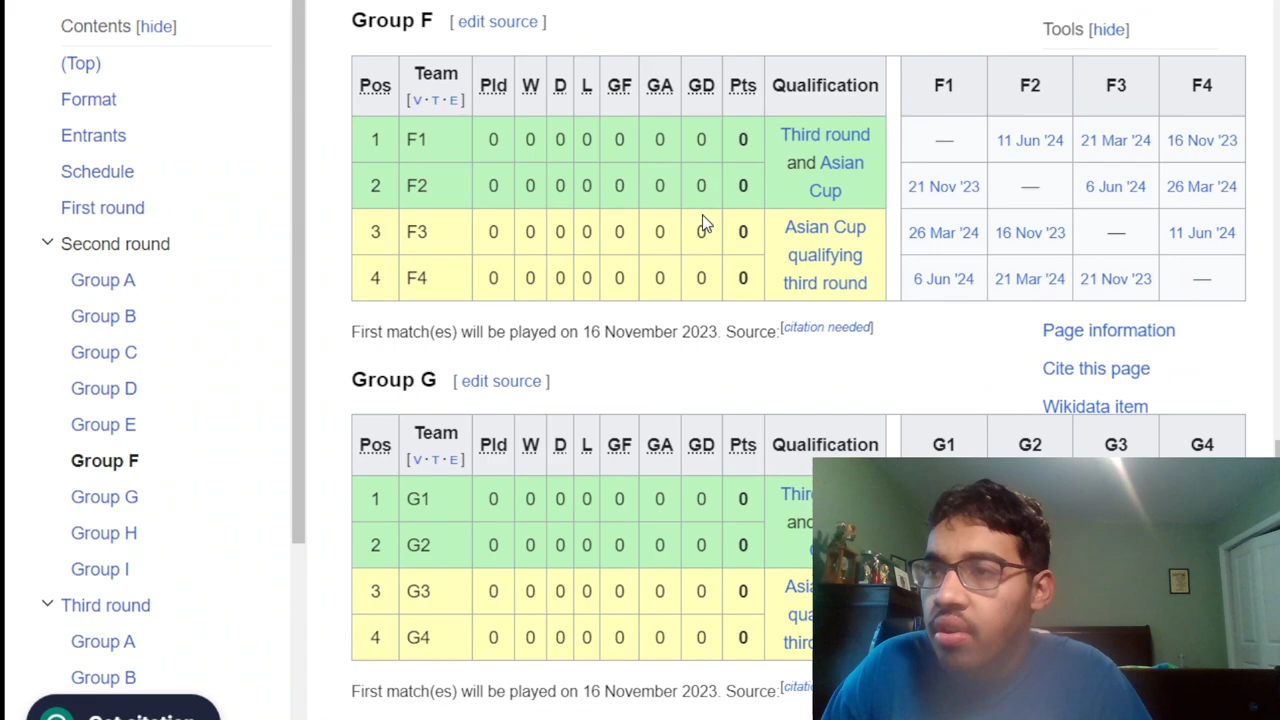 Contents [hide]
(Top)
Format
Entrants
Schedule
First round
Second round
Group A
Group B
Group C
Group D
Group E
Group F
Group G
Group H
Group I
Third round
Group A
Group B
Group F [ edit source ]
Pos Team [V·T·E] Pld W D L GF GA GD Pts Qualification F1 F2 F3 F4
1 F1 0 0 0 0 0 0 0 0 Third round and Asian Cup — 11 Jun '24 21 Mar '24 16 Nov '23
2 F2 0 0 0 0 0 0 0 0 21 Nov '23 — 6 Jun '24 26 Mar '24
3 F3 0 0 0 0 0 0 0 0 Asian Cup qualifying third round 26 Mar '24 16 Nov '23 — 11 Jun '24
4 F4 0 0 0 0 0 0 0 0 6 Jun '24 21 Mar '24 21 Nov '23 —
First match(es) will be played on 16 November 2023. Source:[citation needed]
Group G [ edit source ]
Pos Team [V·T·E] Pld W D L GF GA GD Pts Qualification G1 G2 G3 G4
1 G1 0 0 0 0 0 0 0 0
2 G2 0 0 0 0 0 0 0 0
3 G3 0 0 0 0 0 0 0 0
4 G4 0 0 0 0 0 0 0 0
First match(es) will be played on 16 November 2023. Source:
Tools [hide]
Page information
Cite this page
Wikidata item